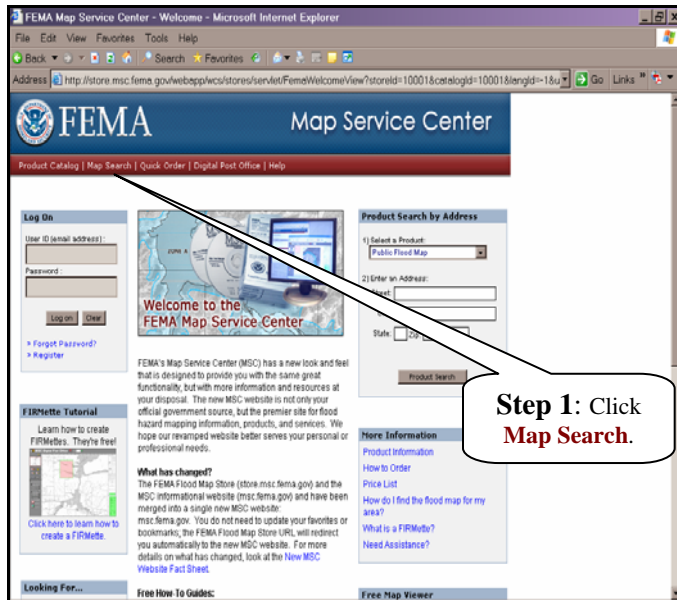 FEMA Map Service Center - Welcome - Microsoft Internet Explorer
File Edit View Favorites Tools Help
Back Search Favorites
Address http://store.msc.fema.gov/webapp/wcs/stores/servlet/FemaWelcomeView?storeId=10001&catalogId=10001&langId=-1&u Go Links »
FEMA Map Service Center
Product Catalog | Map Search | Quick Order | Digital Post Office | Help
Log On
User ID (email address) :
Password :
Log on Clear
» Forgot Password?
» Register
FIRMette Tutorial
Learn how to create
FIRMettes. They're free!
Click here to learn how to
create a FIRMette.
Looking For...
Welcome to the
FEMA Map Service Center
FEMA's Map Service Center (MSC) has a new look and feel
that is designed to provide you with the same great
functionality, but with more information and resources at
your disposal. The new MSC website is not only your
official government source, but the premier site for flood
hazard mapping information, products, and services. We
hope our revamped website better serves your personal or
professional needs.
What has changed?
The FEMA Flood Map Store (store.msc.fema.gov) and the
MSC informational website (msc.fema.gov) have been
merged into a single new MSC website:
msc.fema.gov. You do not need to update your favorites or
bookmarks; the FEMA Flood Map Store URL will redirect
you automatically to the new MSC website. For more
details on what has changed, look at the New MSC
Website Fact Sheet.
Free How-To Guides:
Product Search by Address
1) Select a Product:
Public Flood Map
2) Enter an Address:
Street:
State: Zip:
Product Search
Step 1: Click
Map Search.
More Information
Product Information
How to Order
Price List
How do I find the flood map for my
area?
What is a FIRMette?
Need Assistance?
Free Map Viewer